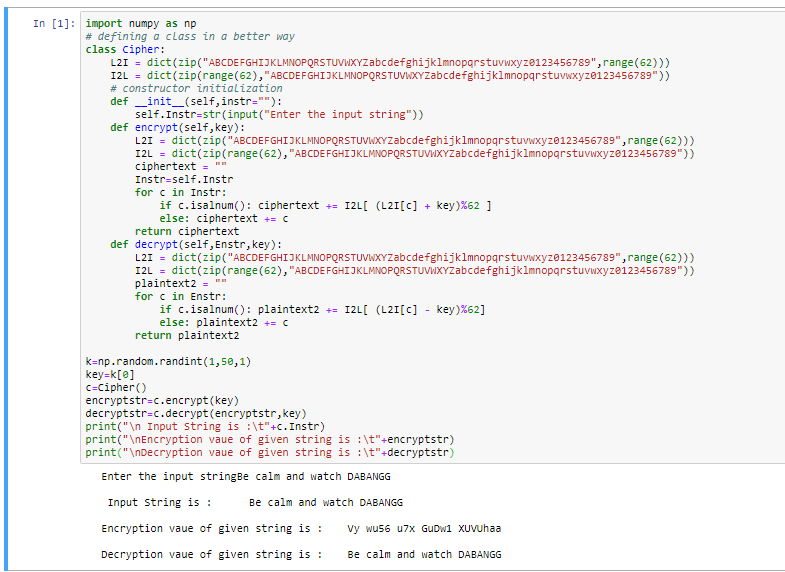 In [1]: import numpy as np
# defining a class in a better way
class Cipher:
    L2I = dict(zip("ABCDEFGHIJKLMNOPQRSTUVWXYZabcdefghijklmnopqrstuvwxyz0123456789",range(62)))
    I2L = dict(zip(range(62),"ABCDEFGHIJKLMNOPQRSTUVWXYZabcdefghijklmnopqrstuvwxyz0123456789"))
    # constructor initialization
    def __init__(self,instr=""):
        self.Instr=str(input("Enter the input string"))
    def encrypt(self,key):
        L2I = dict(zip("ABCDEFGHIJKLMNOPQRSTUVWXYZabcdefghijklmnopqrstuvwxyz0123456789",range(62)))
        I2L = dict(zip(range(62),"ABCDEFGHIJKLMNOPQRSTUVWXYZabcdefghijklmnopqrstuvwxyz0123456789"))
        ciphertext = ""
        Instr=self.Instr
        for c in Instr:
            if c.isalnum(): ciphertext += I2L[ (L2I[c] + key)%62 ]
            else: ciphertext += c
        return ciphertext
    def decrypt(self,Enstr,key):
        L2I = dict(zip("ABCDEFGHIJKLMNOPQRSTUVWXYZabcdefghijklmnopqrstuvwxyz0123456789",range(62)))
        I2L = dict(zip(range(62),"ABCDEFGHIJKLMNOPQRSTUVWXYZabcdefghijklmnopqrstuvwxyz0123456789"))
        plaintext2 = ""
        for c in Enstr:
            if c.isalnum(): plaintext2 += I2L[ (L2I[c] - key)%62]
            else: plaintext2 += c
        return plaintext2

k=np.random.randint(1,50,1)
key=k[0]
c=Cipher()
encryptstr=c.encrypt(key)
decryptstr=c.decrypt(encryptstr,key)
print("\n Input String is :\t"+c.Instr)
print("\nEncryption vaue of given string is :\t"+encryptstr)
print("\nDecryption vaue of given string is :\t"+decryptstr)
Enter the input stringBe calm and watch DABANGG
Input String is :      Be calm and watch DABANGG
Encryption vaue of given string is :    Vy wu56 u7x GuDw1 XUVUhaa
Decryption vaue of given string is :    Be calm and watch DABANGG